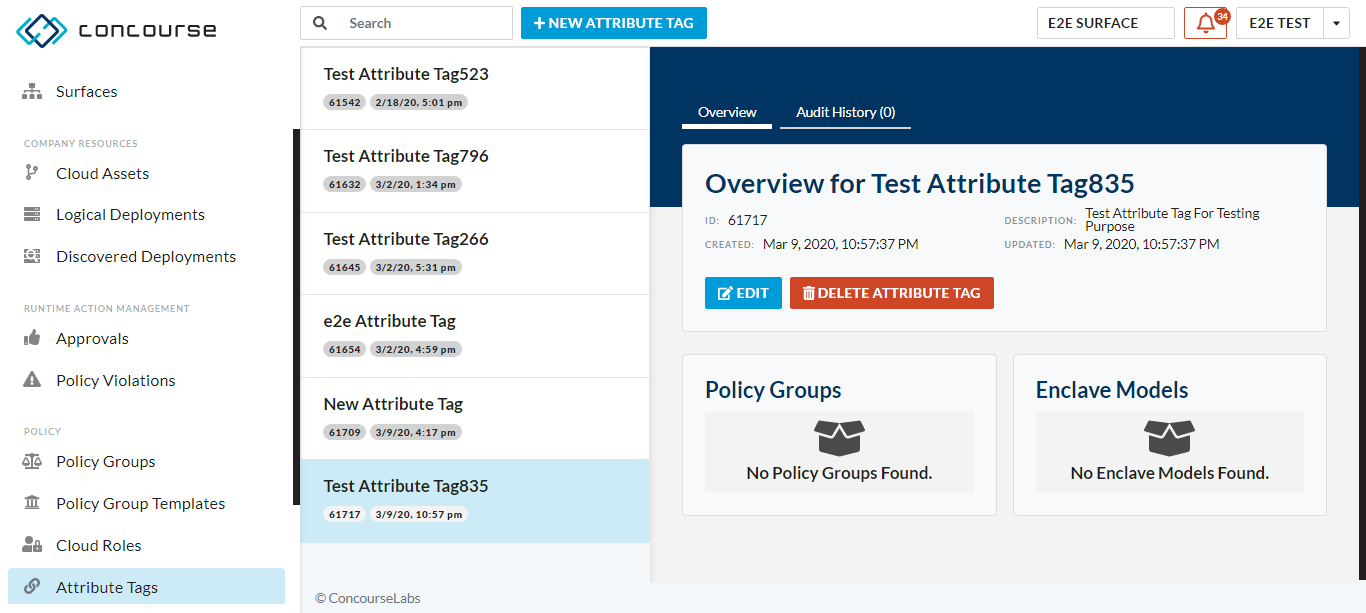 concourse
Search
NEW ATTRIBUTE TAG
E2E SURFACE
34
E2E TEST
Surfaces
COMPANY RESOURCES
Cloud Assets
Logical Deployments
Discovered Deployments
RUNTIME ACTION MANAGEMENT
Approvals
Policy Violations
POLICY
Policy Groups
Policy Group Templates
Cloud Roles
Attribute Tags
Test Attribute Tag523
61542 2/18/20, 5:01 pm
Test Attribute Tag796
61632 3/2/20, 1:34 pm
Test Attribute Tag266
61645 3/2/20, 5:31 pm
e2e Attribute Tag
61654 3/2/20, 4:59 pm
New Attribute Tag
61709 3/9/20, 4:17 pm
Test Attribute Tag835
61717 3/9/20, 10:57 pm
Overview Audit History (0)
Overview for Test Attribute Tag835
ID: 61717
DESCRIPTION: Test Attribute Tag For Testing
Purpose
CREATED: Mar 9, 2020, 10:57:37 PM
UPDATED: Mar 9, 2020, 10:57:37 PM
EDIT
DELETE ATTRIBUTE TAG
Policy Groups
No Policy Groups Found.
Enclave Models
No Enclave Models Found.
© ConcourseLabs